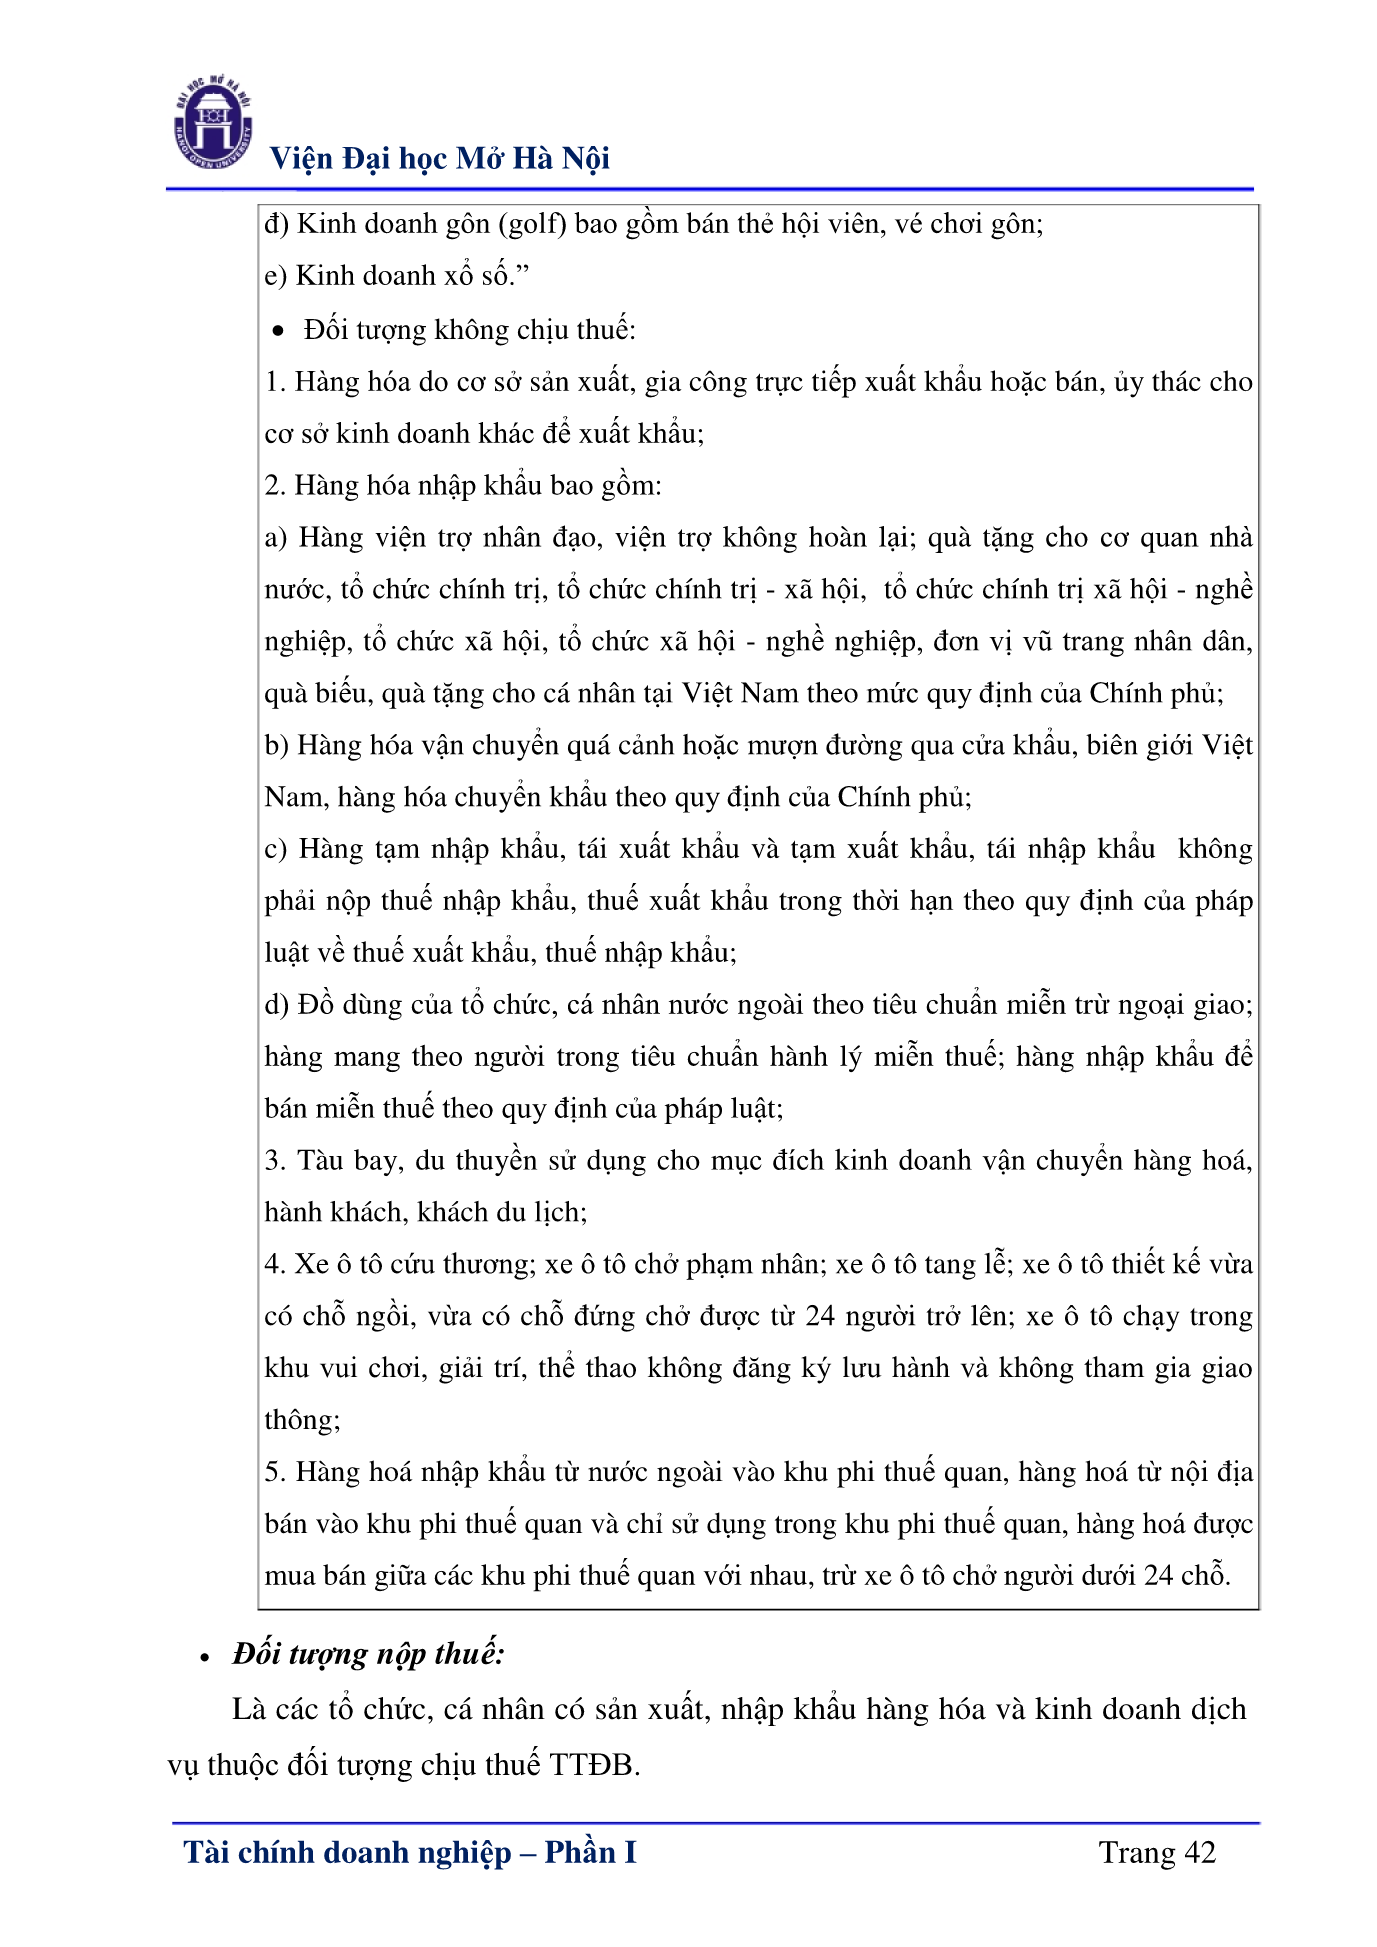 ĐẠI HỌC MỞ HÀ NỘI
HANOI OPEN UNIVERSITY
Viện Đại học Mở Hà Nội
đ) Kinh doanh gôn (golf) bao gồm bán thẻ hội viên, vé chơi gôn;
e) Kinh doanh xổ số.”
• Đối tượng không chịu thuế:
1. Hàng hóa do cơ sở sản xuất, gia công trực tiếp xuất khẩu hoặc bán, ủy thác cho
cơ sở kinh doanh khác để xuất khẩu;
2. Hàng hóa nhập khẩu bao gồm:
a) Hàng viện trợ nhân đạo, viện trợ không hoàn lại; quà tặng cho cơ quan nhà
nước, tổ chức chính trị, tổ chức chính trị - xã hội, tổ chức chính trị xã hội - nghề
nghiệp, tổ chức xã hội, tổ chức xã hội - nghề nghiệp, đơn vị vũ trang nhân dân,
quà biếu, quà tặng cho cá nhân tại Việt Nam theo mức quy định của Chính phủ;
b) Hàng hóa vận chuyển quá cảnh hoặc mượn đường qua cửa khẩu, biên giới Việt
Nam, hàng hóa chuyển khẩu theo quy định của Chính phủ;
c) Hàng tạm nhập khẩu, tái xuất khẩu và tạm xuất khẩu, tái nhập khẩu không
phải nộp thuế nhập khẩu, thuế xuất khẩu trong thời hạn theo quy định của pháp
luật về thuế xuất khẩu, thuế nhập khẩu;
d) Đồ dùng của tổ chức, cá nhân nước ngoài theo tiêu chuẩn miễn trừ ngoại giao;
hàng mang theo người trong tiêu chuẩn hành lý miễn thuế; hàng nhập khẩu để
bán miễn thuế theo quy định của pháp luật;
3. Tàu bay, du thuyền sử dụng cho mục đích kinh doanh vận chuyển hàng hoá,
hành khách, khách du lịch;
4. Xe ô tô cứu thương; xe ô tô chở phạm nhân; xe ô tô tang lễ; xe ô tô thiết kế vừa
có chỗ ngồi, vừa có chỗ đứng chở được từ 24 người trở lên; xe ô tô chạy trong
khu vui chơi, giải trí, thể thao không đăng ký lưu hành và không tham gia giao
thông;
5. Hàng hoá nhập khẩu từ nước ngoài vào khu phi thuế quan, hàng hoá từ nội địa
bán vào khu phi thuế quan và chỉ sử dụng trong khu phi thuế quan, hàng hoá được
mua bán giữa các khu phi thuế quan với nhau, trừ xe ô tô chở người dưới 24 chỗ.
• Đối tượng nộp thuế:
Là các tổ chức, cá nhân có sản xuất, nhập khẩu hàng hóa và kinh doanh dịch
vụ thuộc đối tượng chịu thuế TTĐB.
Tài chính doanh nghiệp – Phần I
Trang 42